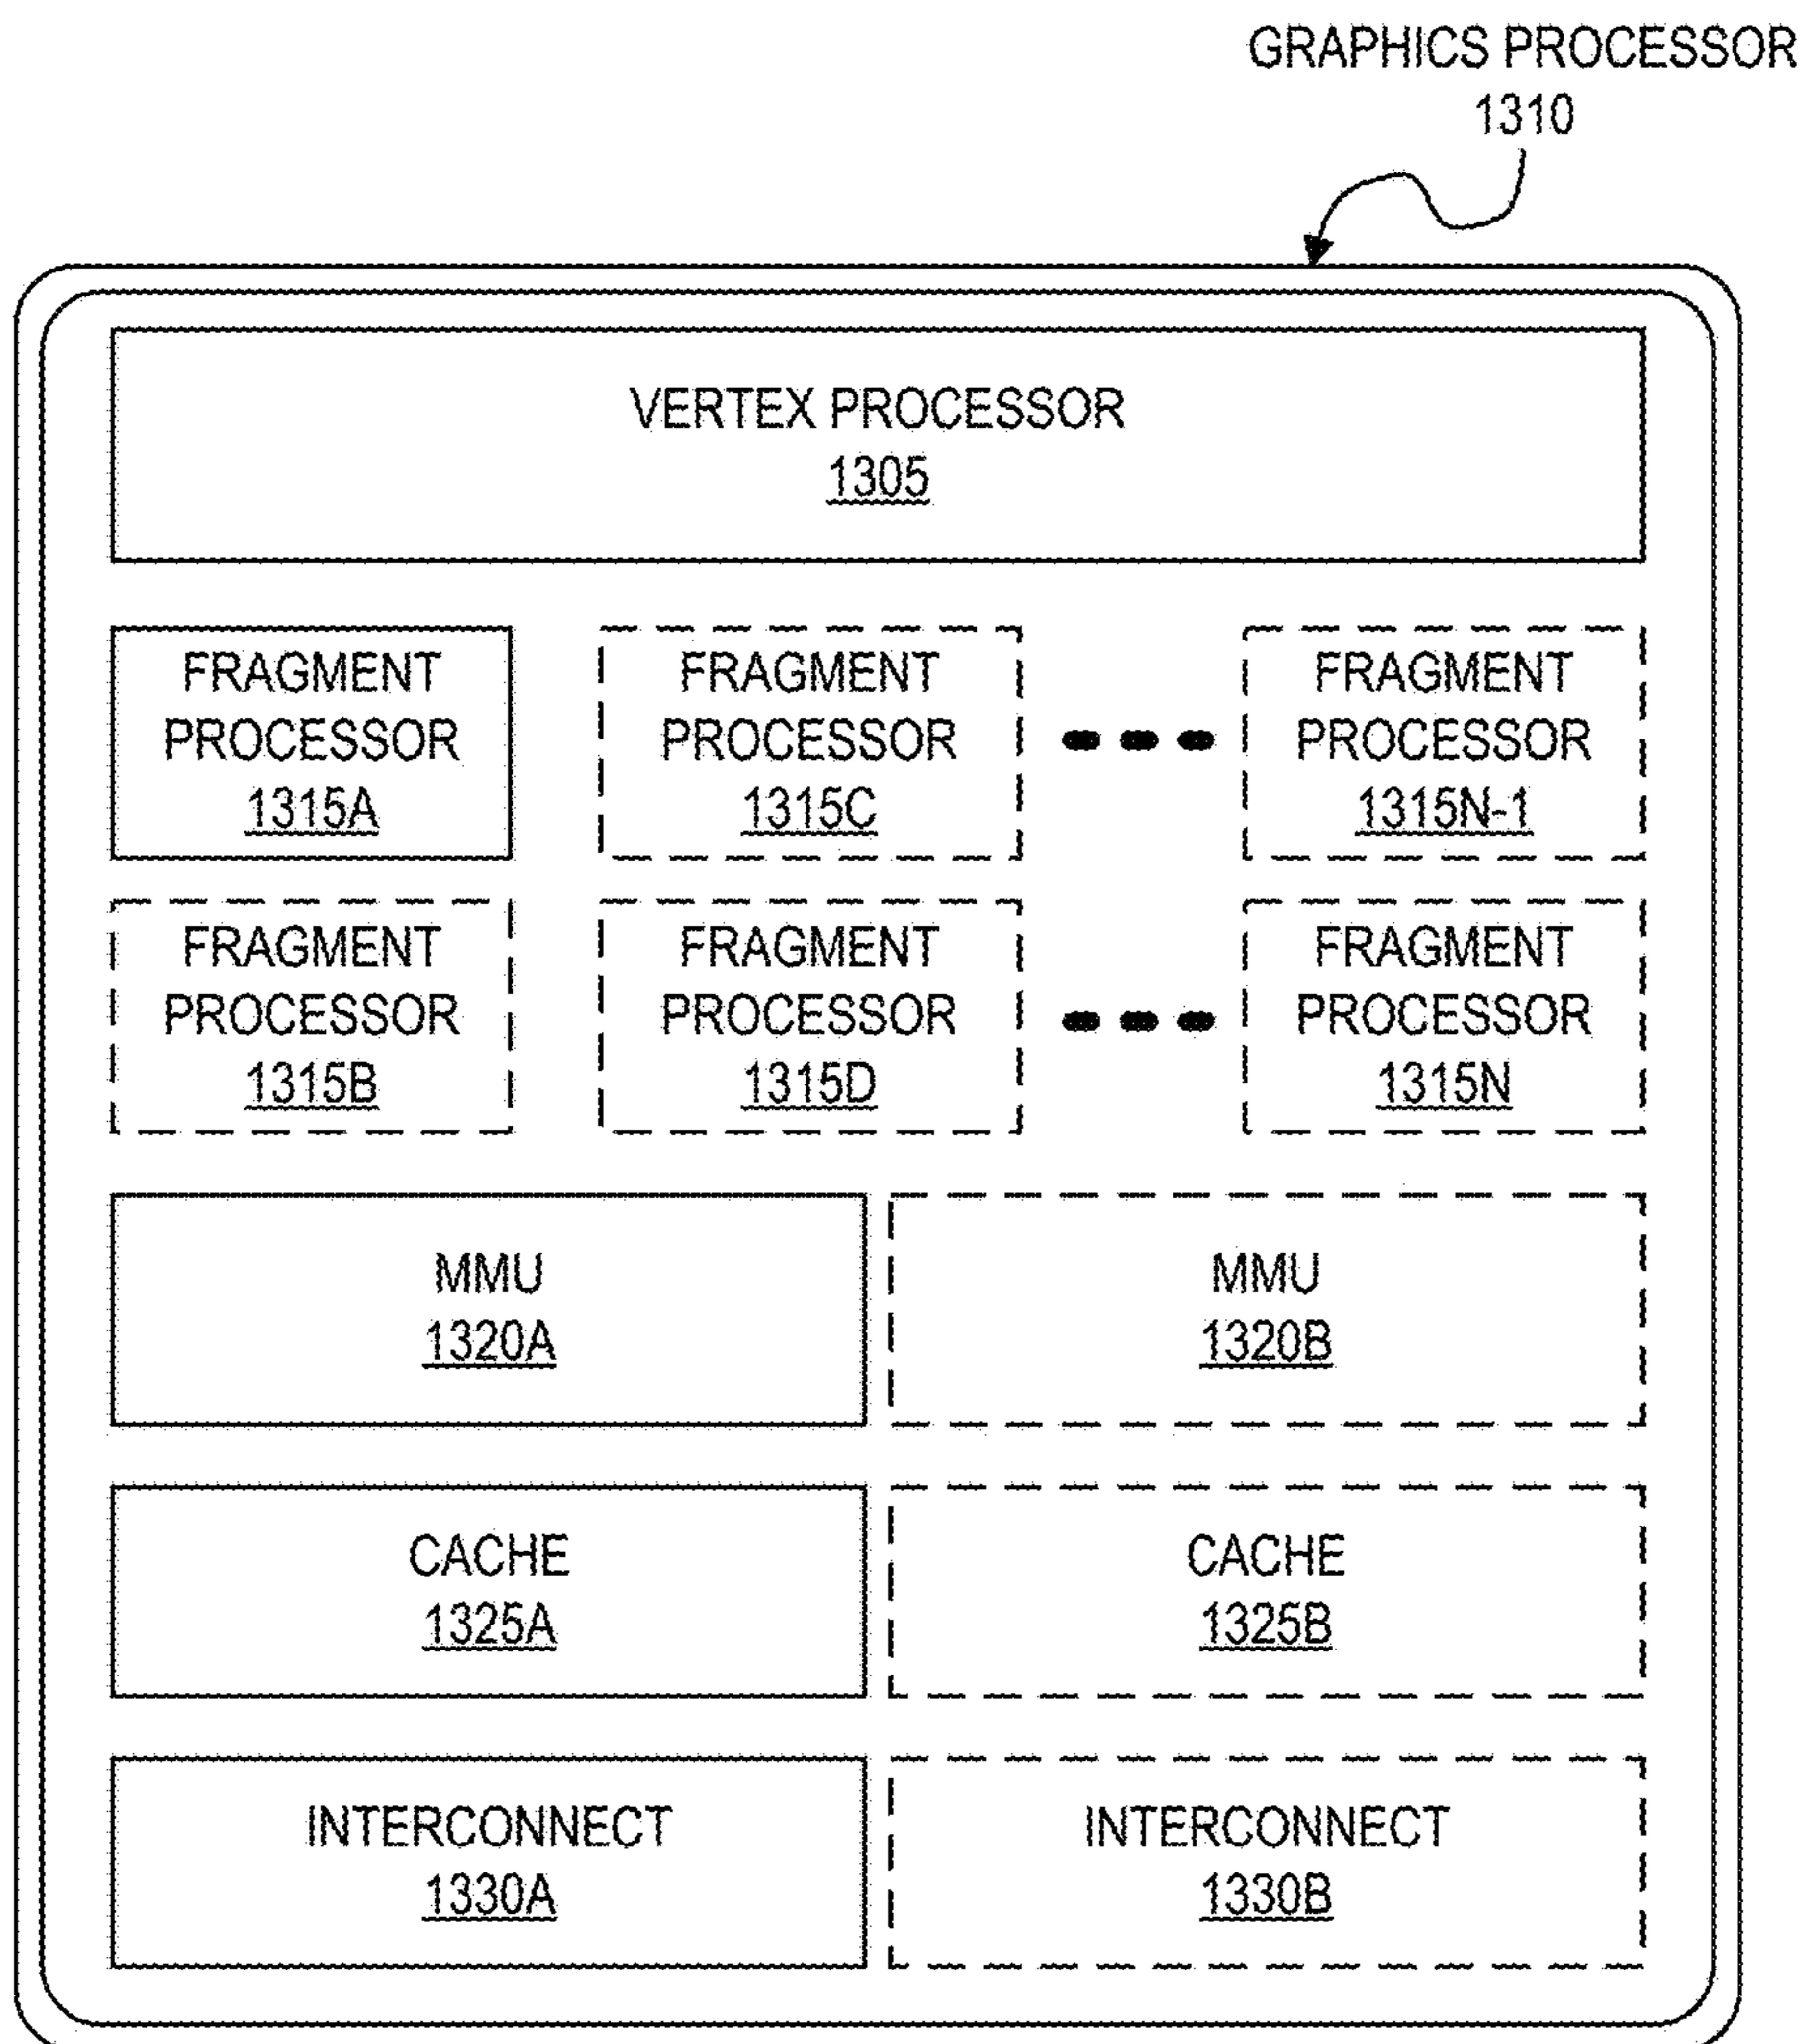 GRAPHICS PROCESSOR
1310
VERTEX PROCESSOR
1305
FRAGMENT
PROCESSOR
1315A
FRAGMENT
PROCESSOR
1315C
FRAGMENT
PROCESSOR
1315N-1
FRAGMENT
PROCESSOR
1315B
FRAGMENT
PROCESSOR
1315D
FRAGMENT
PROCESSOR
1315N
MMU
1320A
MMU
1320B
CACHE
1325A
CACHE
1325B
INTERCONNECT
1330A
INTERCONNECT
1330B